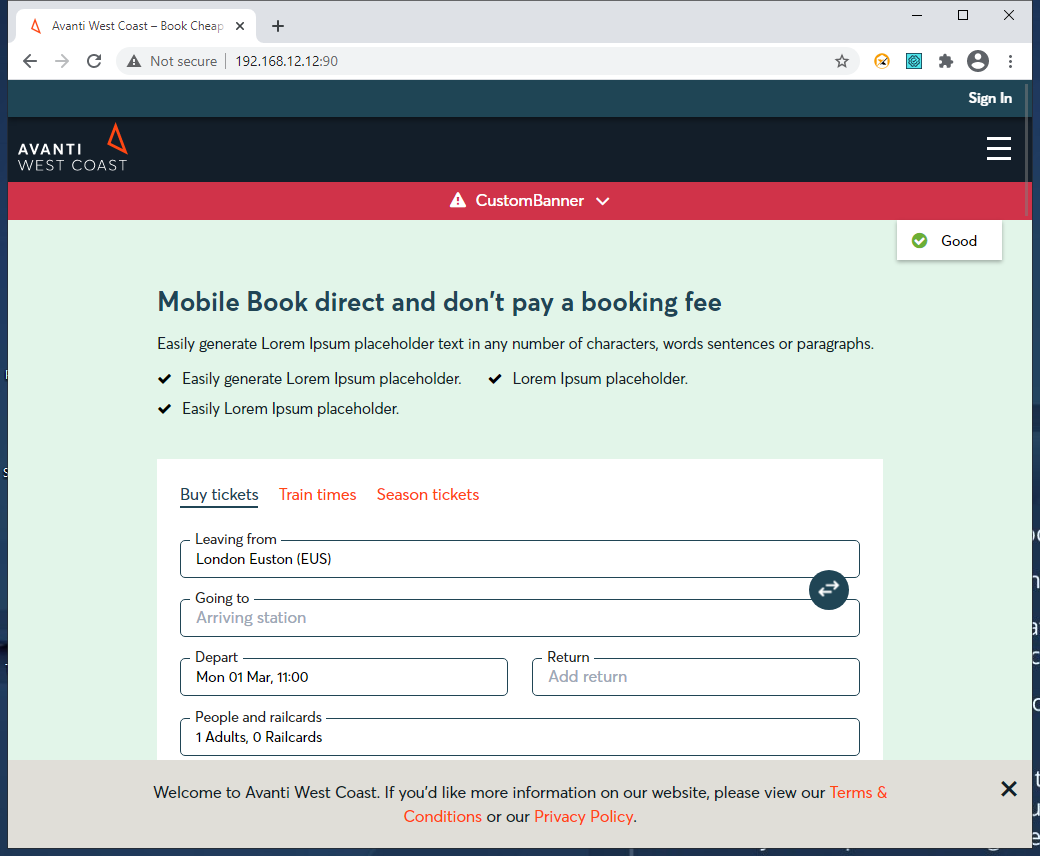 Avanti West Coast – Book Cheap
Not secure
192.168.12.12:90
Sign In
AVANTI
WEST COAST
CustomBanner
Good
Mobile Book direct and don't pay a booking fee
Easily generate Lorem Ipsum placeholder text in any number of characters, words sentences or paragraphs.
Easily generate Lorem Ipsum placeholder. Lorem Ipsum placeholder.
Easily Lorem Ipsum placeholder.
Buy tickets Train times Season tickets
Leaving from
London Euston (EUS)
Going to
Arriving station
Depart Return
Mon 01 Mar, 11:00 Add return
People and railcards
1 Adults, 0 Railcards
Welcome to Avanti West Coast. If you'd like more information on our website, please view our Terms &
Conditions or our Privacy Policy.